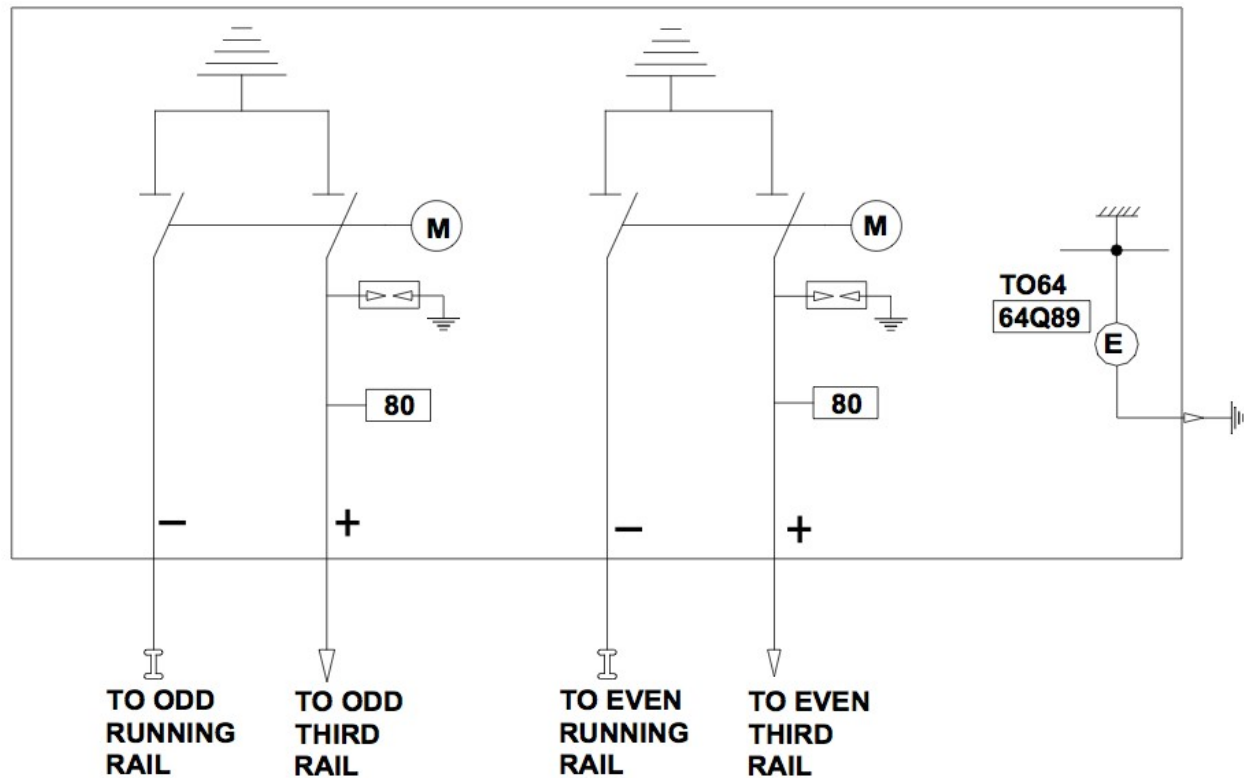 M
M
TO64
64Q89
E
80
80
− + − +
TO ODD
RUNNING
RAIL
TO ODD
THIRD
RAIL
TO EVEN
RUNNING
RAIL
TO EVEN
THIRD
RAIL